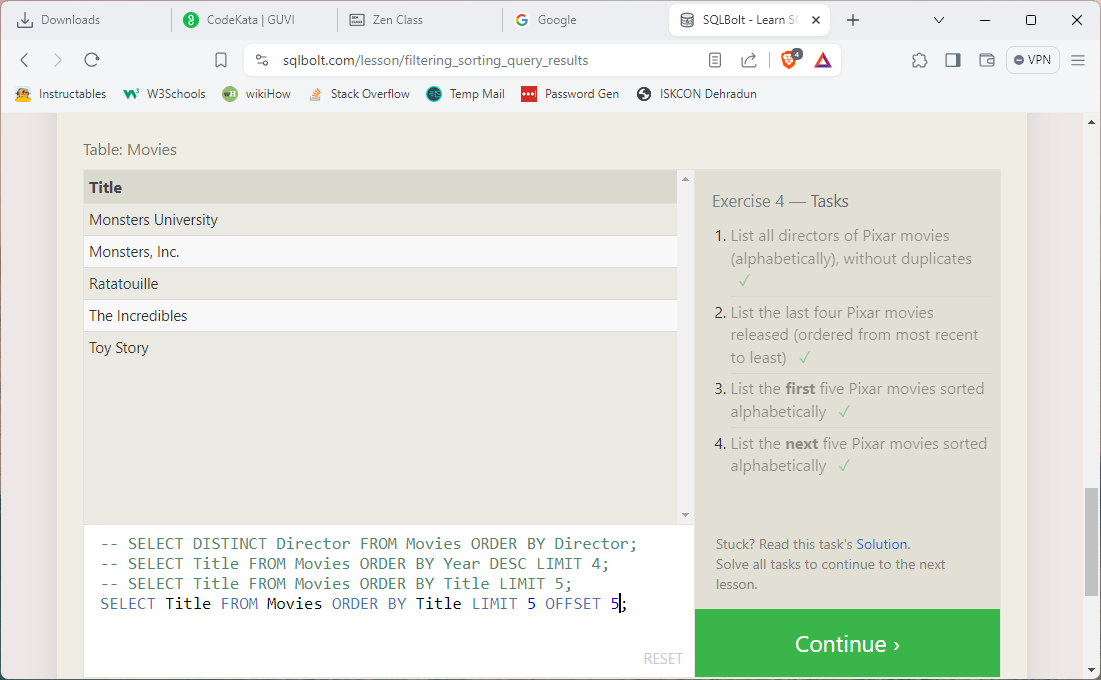 Downloads
CodeKata | GUVI
Zen Class
Google
SQLBolt - Learn S
sqlbolt.com/lesson/filtering_sorting_query_results
4
VPN
Instructables
W3Schools
wikiHow
Stack Overflow
Temp Mail
Password Gen
ISKCON Dehradun
Table: Movies
Title
Monsters University
Monsters, Inc.
Ratatouille
The Incredibles
Toy Story
Exercise 4 — Tasks
1. List all directors of Pixar movies
(alphabetically), without duplicates
✓
2. List the last four Pixar movies
released (ordered from most recent
to least) ✓
3. List the first five Pixar movies sorted
alphabetically ✓
4. List the next five Pixar movies sorted
alphabetically ✓
Stuck? Read this task's Solution.
Solve all tasks to continue to the next
lesson.
Continue ›
-- SELECT DISTINCT Director FROM Movies ORDER BY Director;
-- SELECT Title FROM Movies ORDER BY Year DESC LIMIT 4;
-- SELECT Title FROM Movies ORDER BY Title LIMIT 5;
SELECT Title FROM Movies ORDER BY Title LIMIT 5 OFFSET 5;
RESET